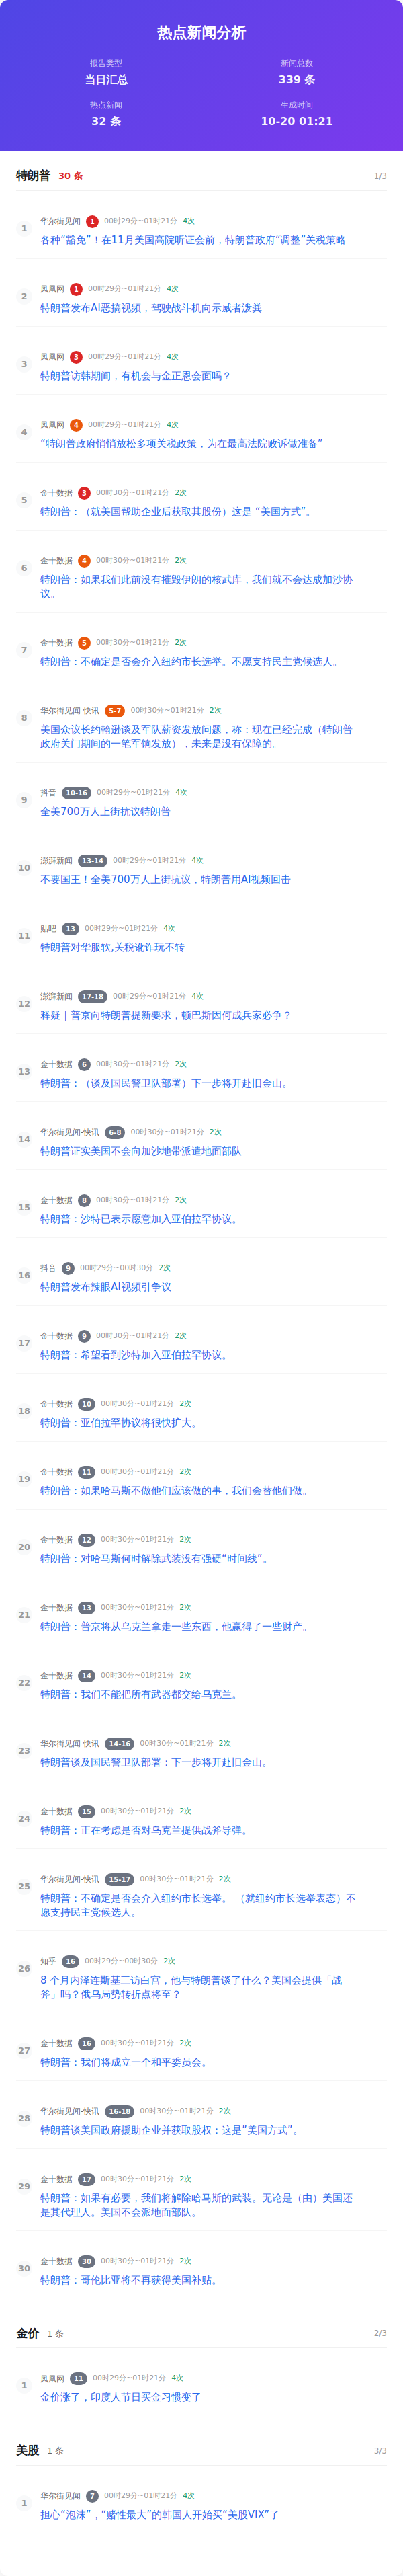 热点新闻分析
报告类型
新闻总数
当日汇总
339 条
热点新闻
生成时间
32 条
10-20 01:21
特朗普 30 条 1/3
1 华尔街见闻 1 00时29分~01时21分 4次
各种“豁免”！在11月美国高院听证会前，特朗普政府“调整”关税策略
2 凤凰网 1 00时29分~01时21分 4次
特朗普发布AI恶搞视频，驾驶战斗机向示威者泼粪
3 凤凰网 3 00时29分~01时21分 4次
特朗普访韩期间，有机会与金正恩会面吗？
4 凤凰网 4 00时29分~01时21分 4次
“特朗普政府悄悄放松多项关税政策，为在最高法院败诉做准备”
5 金十数据 3 00时30分~01时21分 2次
特朗普：（就美国帮助企业后获取其股份）这是 “美国方式”。
6 金十数据 4 00时30分~01时21分 2次
特朗普：如果我们此前没有摧毁伊朗的核武库，我们就不会达成加沙协
议。
7 金十数据 5 00时30分~01时21分 2次
特朗普：不确定是否会介入纽约市长选举。不愿支持民主党候选人。
8 华尔街见闻-快讯 5-7 00时30分~01时21分 2次
美国众议长约翰逊谈及军队薪资发放问题，称：现在已经完成（特朗普
政府关门期间的一笔军饷发放），未来是没有保障的。
9 抖音 10-16 00时29分~01时21分 4次
全美700万人上街抗议特朗普
10 澎湃新闻 13-14 00时29分~01时21分 4次
不要国王！全美700万人上街抗议，特朗普用AI视频回击
11 贴吧 13 00时29分~01时21分 4次
特朗普对华服软,关税讹诈玩不转
12 澎湃新闻 17-18 00时29分~01时21分 4次
释疑｜普京向特朗普提新要求，顿巴斯因何成兵家必争？
13 金十数据 6 00时30分~01时21分 2次
特朗普：（谈及国民警卫队部署）下一步将开赴旧金山。
14 华尔街见闻-快讯 6-8 00时30分~01时21分 2次
特朗普证实美国不会向加沙地带派遣地面部队
15 金十数据 8 00时30分~01时21分 2次
特朗普：沙特已表示愿意加入亚伯拉罕协议。
16 抖音 9 00时29分~00时30分 2次
特朗普发布辣眼AI视频引争议
17 金十数据 9 00时30分~01时21分 2次
特朗普：希望看到沙特加入亚伯拉罕协议。
18 金十数据 10 00时30分~01时21分 2次
特朗普：亚伯拉罕协议将很快扩大。
19 金十数据 11 00时30分~01时21分 2次
特朗普：如果哈马斯不做他们应该做的事，我们会替他们做。
20 金十数据 12 00时30分~01时21分 2次
特朗普：对哈马斯何时解除武装没有强硬“时间线”。
21 金十数据 13 00时30分~01时21分 2次
特朗普：普京将从乌克兰拿走一些东西，他赢得了一些财产。
22 金十数据 14 00时30分~01时21分 2次
特朗普：我们不能把所有武器都交给乌克兰。
23 华尔街见闻-快讯 14-16 00时30分~01时21分 2次
特朗普谈及国民警卫队部署：下一步将开赴旧金山。
24 金十数据 15 00时30分~01时21分 2次
特朗普：正在考虑是否对乌克兰提供战斧导弹。
25 华尔街见闻-快讯 15-17 00时30分~01时21分 2次
特朗普：不确定是否会介入纽约市长选举。 （就纽约市长选举表态）不
愿支持民主党候选人。
26 知乎 16 00时29分~00时30分 2次
8 个月内泽连斯基三访白宫，他与特朗普谈了什么？美国会提供「战
斧」吗？俄乌局势转折点将至？
27 金十数据 16 00时30分~01时21分 2次
特朗普：我们将成立一个和平委员会。
28 华尔街见闻-快讯 16-18 00时30分~01时21分 2次
特朗普谈美国政府援助企业并获取股权：这是“美国方式”。
29 金十数据 17 00时30分~01时21分 2次
特朗普：如果有必要，我们将解除哈马斯的武装。无论是（由）美国还
是其代理人。美国不会派地面部队。
30 金十数据 30 00时30分~01时21分 2次
特朗普：哥伦比亚将不再获得美国补贴。
金价 1 条 2/3
1 凤凰网 11 00时29分~01时21分 4次
金价涨了，印度人节日买金习惯变了
美股 1 条 3/3
1 华尔街见闻 7 00时29分~01时21分 4次
担心“泡沫”，“赌性最大”的韩国人开始买“美股VIX”了